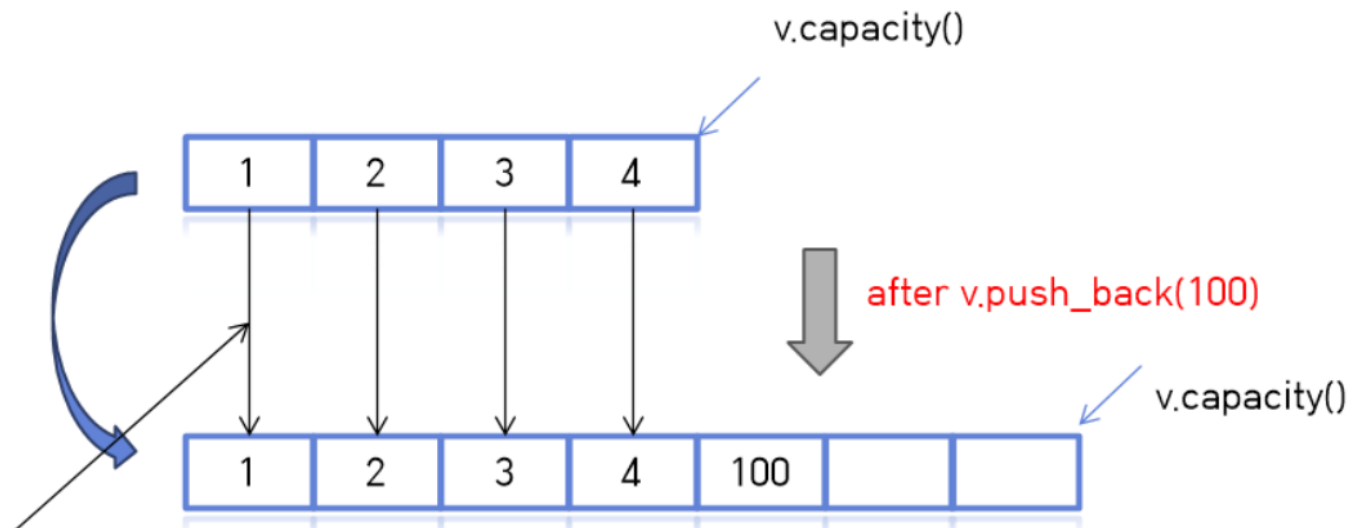 v.capacity()
1 2 3 4
after v.push_back(100)
v.capacity()
1 2 3 4 100